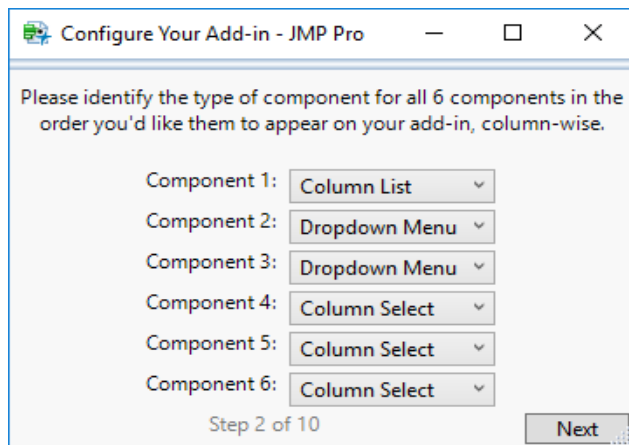 Configure Your Add-in - JMP Pro
Please identify the type of component for all 6 components in the
order you'd like them to appear on your add-in, column-wise.
Component 1: Column List
Component 2: Dropdown Menu
Component 3: Dropdown Menu
Component 4: Column Select
Component 5: Column Select
Component 6: Column Select
Step 2 of 10
Next